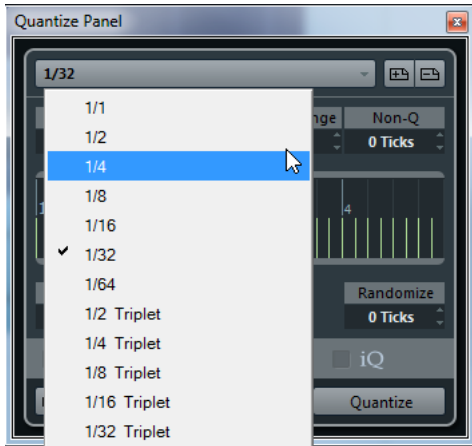 Quantize Panel
1/32
1/1
nge Non-Q
1/2
0 Ticks
1/4
1/8
4
1/16
1/32
1/64
Randomize
1/2 Triplet
0 Ticks
1/4 Triplet
1/8 Triplet
iQ
1/16 Triplet
Quantize
1/32 Triplet